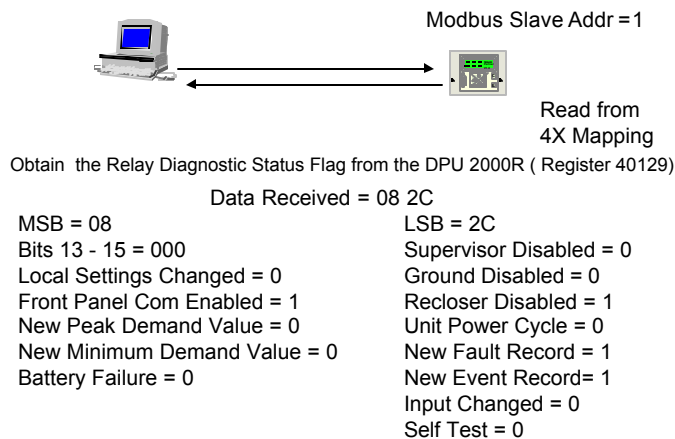 Modbus Slave Addr =1
Read from
4X Mapping
Obtain the Relay Diagnostic Status Flag from the DPU 2000R ( Register 40129)
Data Received = 08 2C
MSB = 08
Bits 13 - 15 = 000
Local Settings Changed = 0
Front Panel Com Enabled = 1
New Peak Demand Value = 0
New Minimum Demand Value = 0
Battery Failure = 0
LSB = 2C
Supervisor Disabled = 0
Ground Disabled = 0
Recloser Disabled = 1
Unit Power Cycle = 0
New Fault Record = 1
New Event Record= 1
Input Changed = 0
Self Test = 0